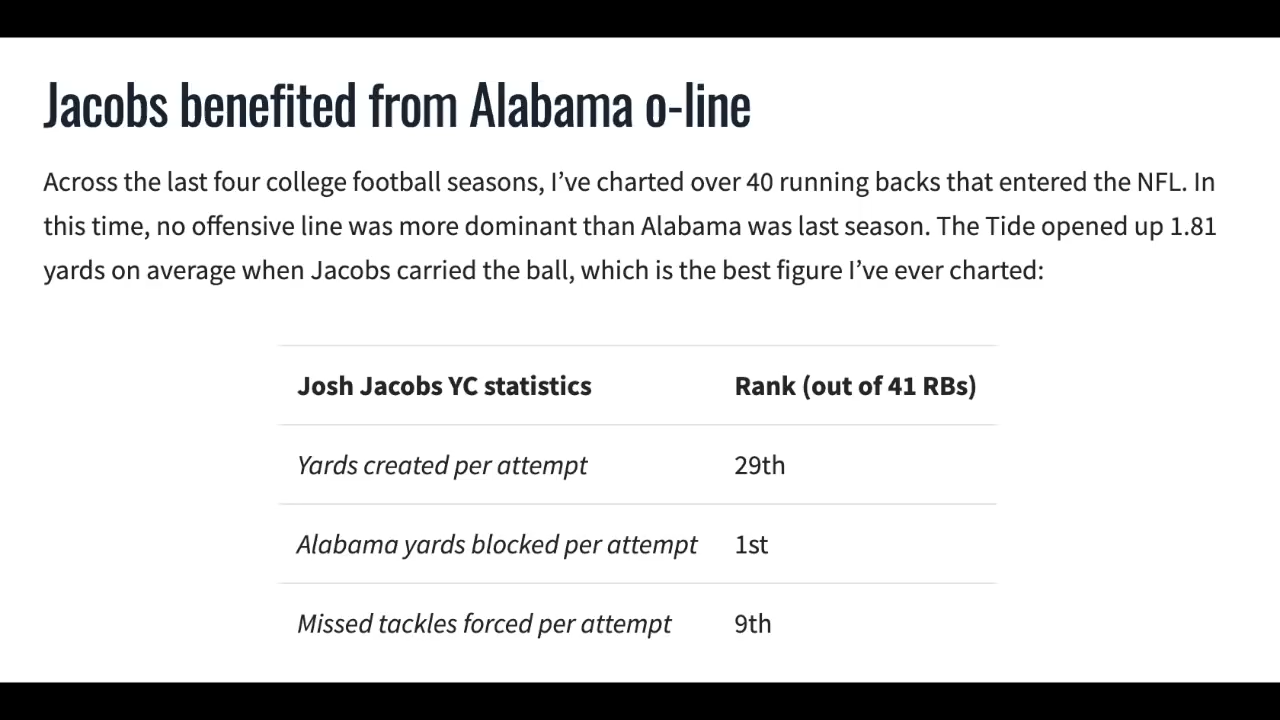 Jacobs benefited from Alabama o-line
Across the last four college football seasons, I’ve charted over 40 running backs that entered the NFL. In
this time, no offensive line was more dominant than Alabama was last season. The Tide opened up 1.81
yards on average when Jacobs carried the ball, which is the best figure I’ve ever charted:
Josh Jacobs YC statistics Rank (out of 41 RBs)
Yards created per attempt 29th
Alabama yards blocked per attempt 1st
Missed tackles forced per attempt 9th